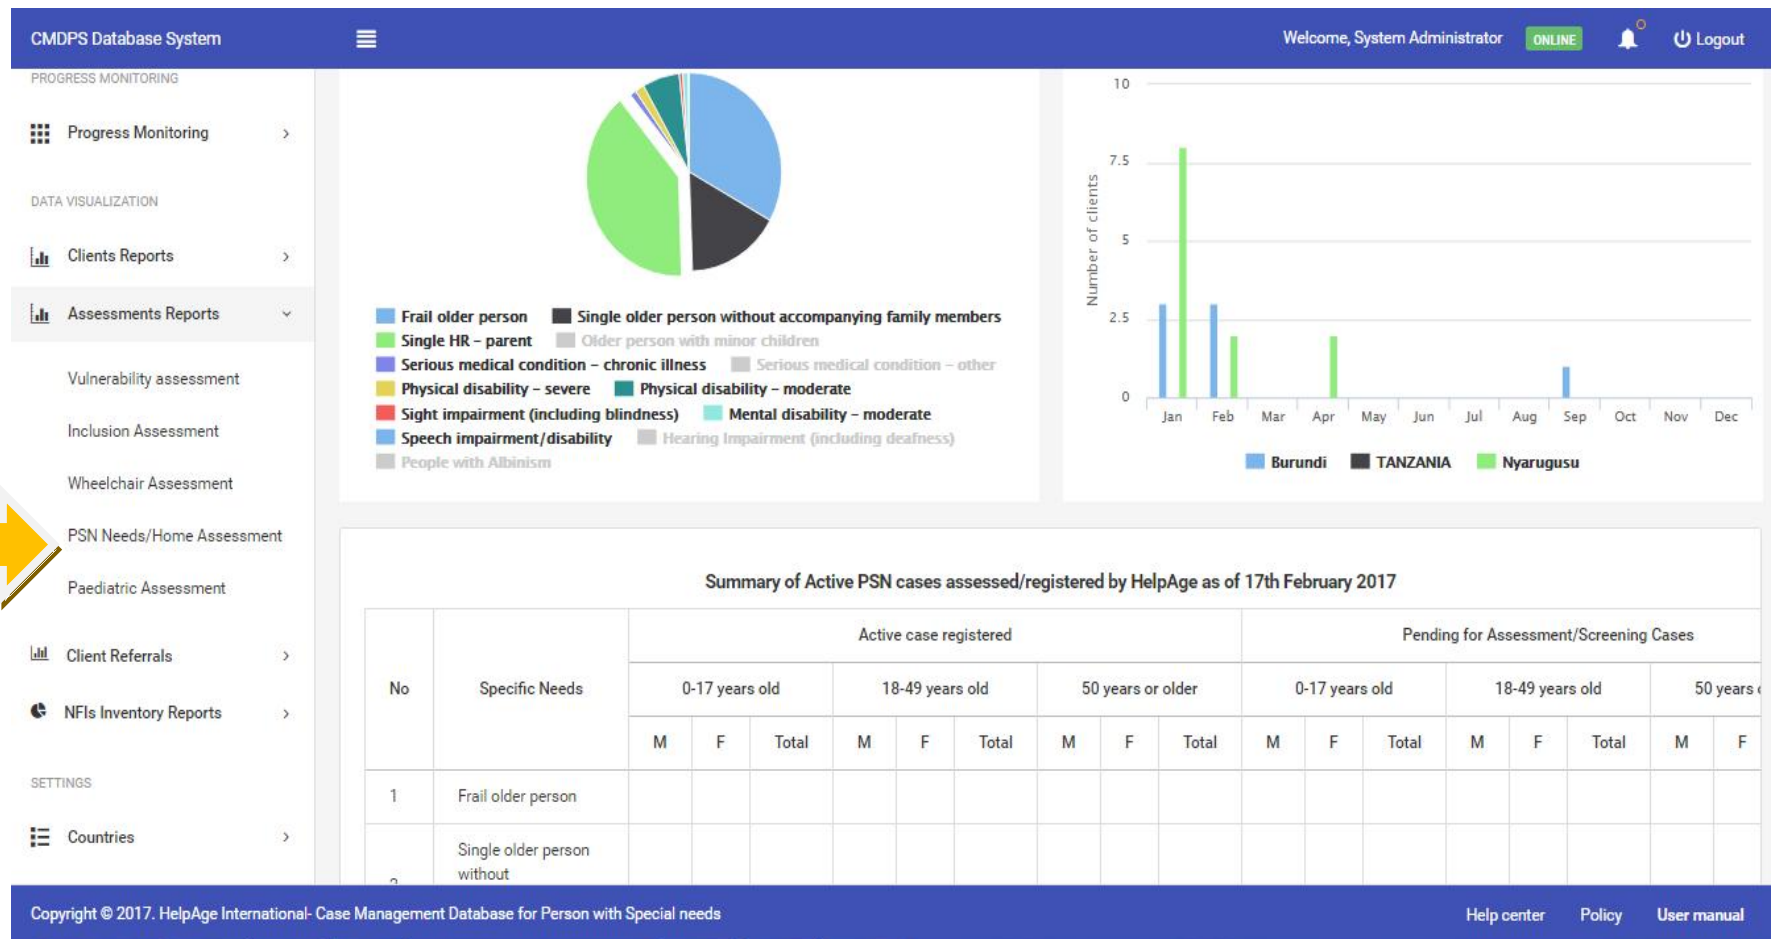 CMDPS Database System
Welcome, System Administrator ONLINE Logout
PROGRESS MONITORING
Progress Monitoring
DATA VISUALIZATION
Clients Reports
Assessments Reports
Vulnerability assessment
Inclusion Assessment
Wheelchair Assessment
PSN Needs/Home Assessment
Paediatric Assessment
Client Referrals
NFIs Inventory Reports
SETTINGS
Countries
Frail older person Single older person without accompanying family members
Single HR – parent Older person with minor children
Serious medical condition – chronic illness Serious medical condition – other
Physical disability – severe Physical disability – moderate
Sight impairment (including blindness) Mental disability – moderate
Speech impairment/disability Hearing Impairment (including deafness)
People with Albinism
Number of clients
10
7.5
5
2.5
0
Jan Feb Mar Apr May Jun Jul Aug Sep Oct Nov Dec
Burundi TANZANIA Nyarugusu
Summary of Active PSN cases assessed/registered by HelpAge as of 17th February 2017
Active case registered Pending for Assessment/Screening Cases
No Specific Needs 0-17 years old 18-49 years old 50 years or older 0-17 years old 18-49 years old 50 years
M F Total M F Total M F Total M F Total M F Total M F
1 Frail older person
Single older person
without
Copyright © 2017. HelpAge International- Case Management Database for Person with Special needs
Help center Policy User manual